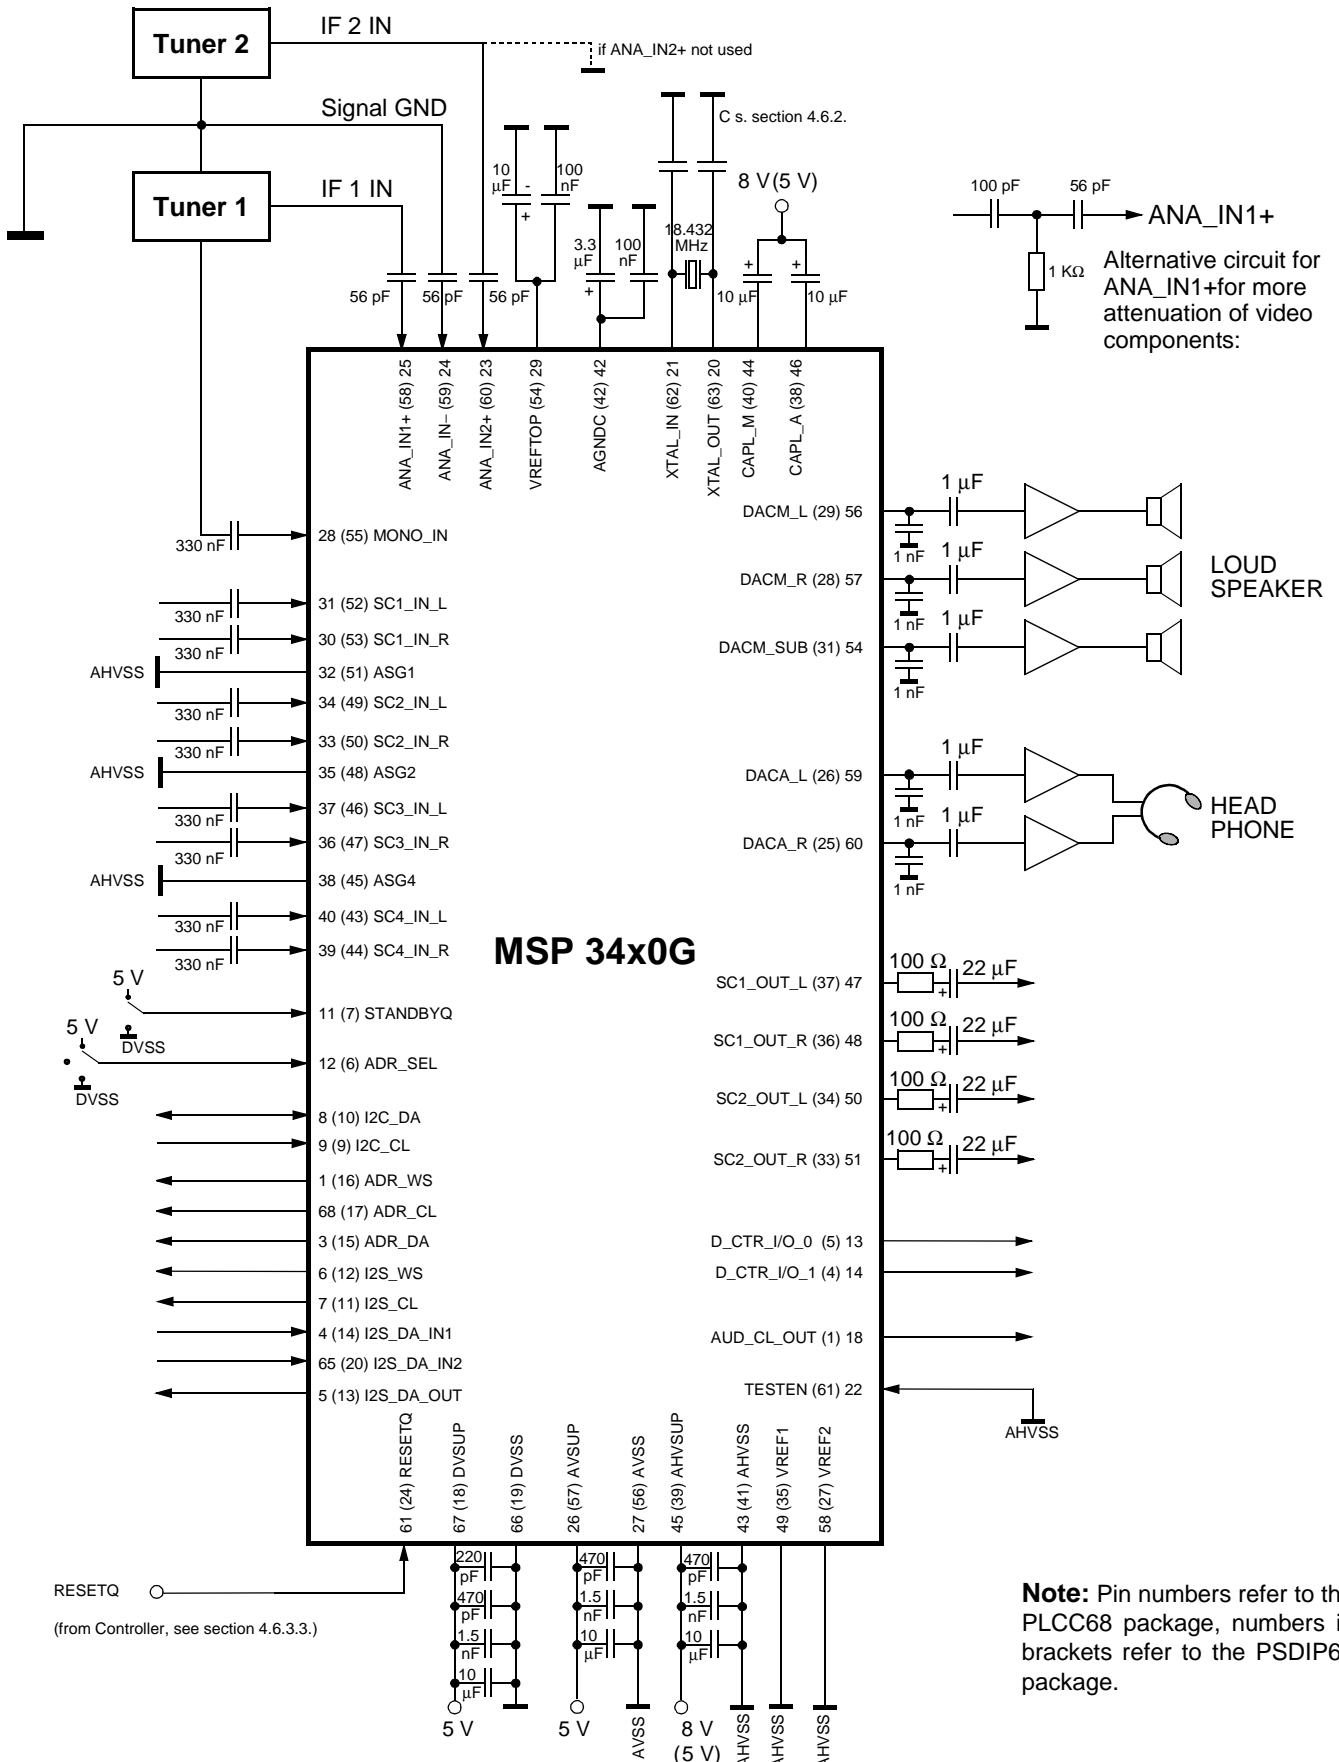 Tuner 2
IF 2 IN
if ANA_IN2+ not used
Signal GND
C s. section 4.6.2.
Tuner 1
IF 1 IN
10 µF
-
+
100 nF
8 V (5 V)
3.3 µF
+
100 nF
18.432 MHz
+
+
56 pF
56 pF
56 pF
10 µF
10 µF
100 pF
56 pF
ANA_IN1+
1 KΩ
Alternative circuit for
ANA_IN1+for more
attenuation of video
components:
ANA_IN1+ (58) 25
ANA_IN− (59) 24
ANA_IN2+ (60) 23
VREFTOP (54) 29
AGNDC (42) 42
XTAL_IN (62) 21
XTAL_OUT (63) 20
CAPL_M (40) 44
CAPL_A (38) 46
330 nF
28 (55) MONO_IN
330 nF
31 (52) SC1_IN_L
330 nF
30 (53) SC1_IN_R
AHVSS
32 (51) ASG1
330 nF
34 (49) SC2_IN_L
330 nF
33 (50) SC2_IN_R
AHVSS
35 (48) ASG2
330 nF
37 (46) SC3_IN_L
330 nF
36 (47) SC3_IN_R
AHVSS
38 (45) ASG4
330 nF
40 (43) SC4_IN_L
330 nF
39 (44) SC4_IN_R
5 V
DVSS
11 (7) STANDBYQ
5 V
DVSS
12 (6) ADR_SEL
8 (10) I2C_DA
9 (9) I2C_CL
1 (16) ADR_WS
68 (17) ADR_CL
3 (15) ADR_DA
6 (12) I2S_WS
7 (11) I2S_CL
4 (14) I2S_DA_IN1
65 (20) I2S_DA_IN2
5 (13) I2S_DA_OUT
MSP 34x0G
DACM_L (29) 56
1 nF
1 µF
DACM_R (28) 57
1 nF
1 µF
DACM_SUB (31) 54
1 nF
1 µF
LOUD
SPEAKER
DACA_L (26) 59
1 nF
1 µF
DACA_R (25) 60
1 nF
1 µF
HEAD
PHONE
SC1_OUT_L (37) 47
100 Ω
+
22 µF
SC1_OUT_R (36) 48
100 Ω
+
22 µF
SC2_OUT_L (34) 50
100 Ω
+
22 µF
SC2_OUT_R (33) 51
100 Ω
+
22 µF
D_CTR_I/O_0 (5) 13
D_CTR_I/O_1 (4) 14
AUD_CL_OUT (1) 18
TESTEN (61) 22
AHVSS
61 (24) RESETQ
67 (18) DVSUP
66 (19) DVSS
26 (57) AVSUP
27 (56) AVSS
45 (39) AHVSUP
43 (41) AHVSS
49 (35) VREF1
58 (27) VREF2
RESETQ
(from Controller, see section 4.6.3.3.)
220 pF
470 pF
1.5 nF
10 µF
5 V
470 pF
1.5 nF
10 µF
5 V
AVSS
470 pF
1.5 nF
10 µF
8 V
(5 V)
AHVSS
AHVSS
AHVSS
Note: Pin numbers refer to th
PLCC68 package, numbers i
brackets refer to the PSDIP6
package.